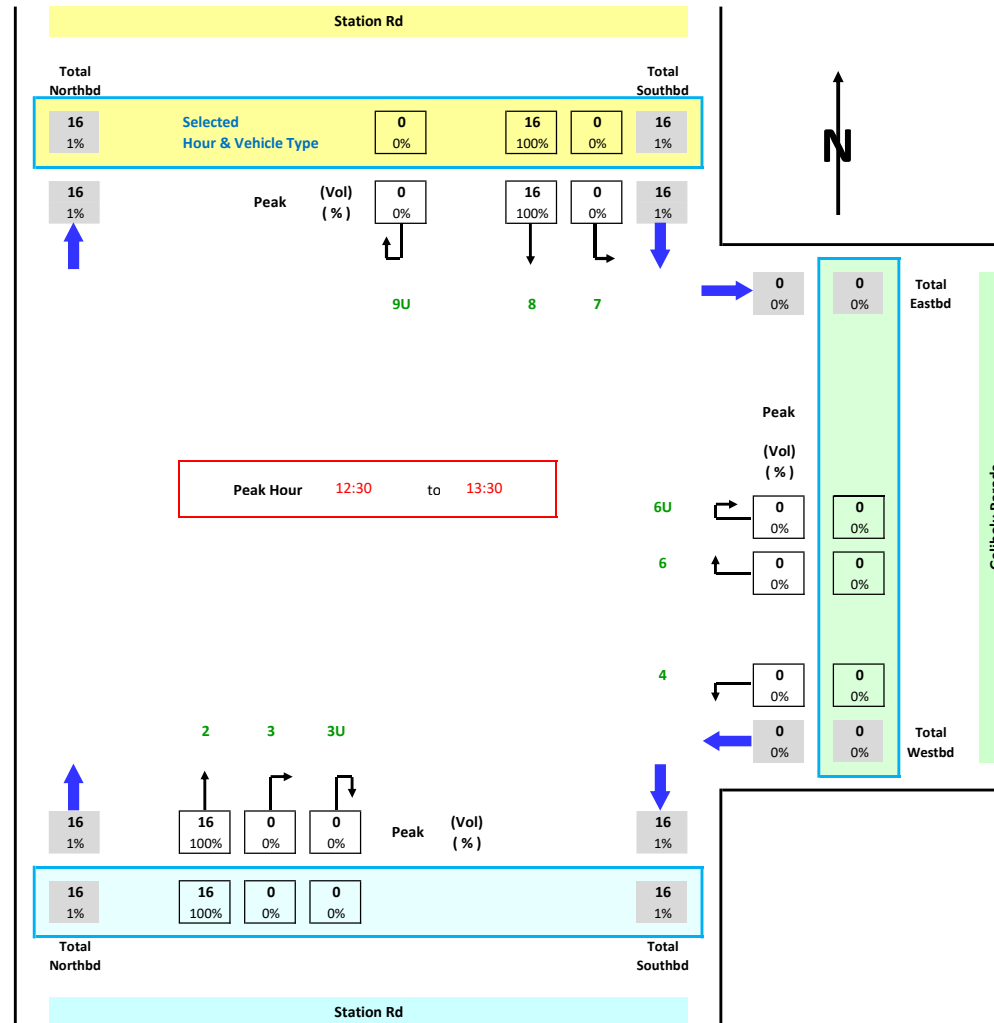 Station Rd
Total
Northbd
Total
Southbd
16
1%
Selected
Hour & Vehicle Type
0
0%
16
100%
0
0%
16
1%
16
1%
Peak
(Vol)
( % )
0
0%
16
100%
0
0%
16
1%
N
9U
8
7
0
0%
0
0%
Total
Eastbd
Peak
(Vol)
( % )
Peak Hour 12:30 to 13:30
6U
0
0%
0
0%
6
0
0%
0
0%
4
0
0%
0
0%
0
0%
0
0%
Total
Westbd
2
3
3U
16
1%
16
100%
0
0%
0
0%
Peak
(Vol)
( % )
16
1%
16
1%
16
100%
0
0%
0
0%
16
1%
Total
Northbd
Total
Southbd
Station Rd